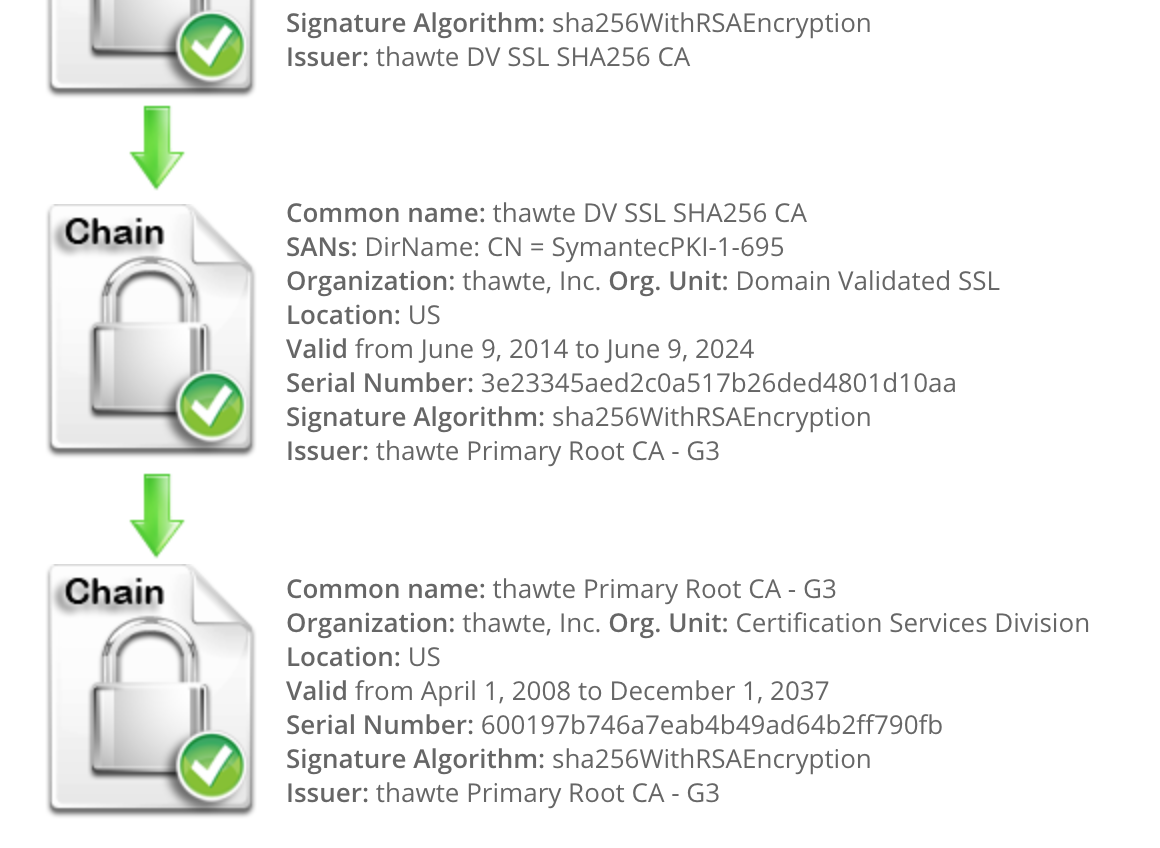 Signature Algorithm: sha256WithRSAEncryption
Issuer: thawte DV SSL SHA256 CA
Chain
Common name: thawte DV SSL SHA256 CA
SANs: DirName: CN = SymantecPKI-1-695
Organization: thawte, Inc. Org. Unit: Domain Validated SSL
Location: US
Valid from June 9, 2014 to June 9, 2024
Serial Number: 3e23345aed2c0a517b26ded4801d10aa
Signature Algorithm: sha256WithRSAEncryption
Issuer: thawte Primary Root CA - G3
Chain
Common name: thawte Primary Root CA - G3
Organization: thawte, Inc. Org. Unit: Certification Services Division
Location: US
Valid from April 1, 2008 to December 1, 2037
Serial Number: 600197b746a7eab4b49ad64b2ff790fb
Signature Algorithm: sha256WithRSAEncryption
Issuer: thawte Primary Root CA - G3